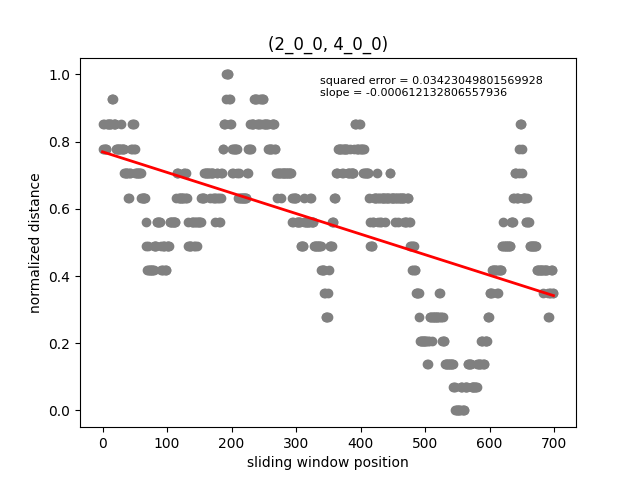 (2_0_0, 4_0_0)
squared error = 0.03423049801569928
slope = -0.000612132806557936
1.0
0.8
0.6
0.4
0.2
0.0
normalized distance
0 100 200 300 400 500 600 700
sliding window position